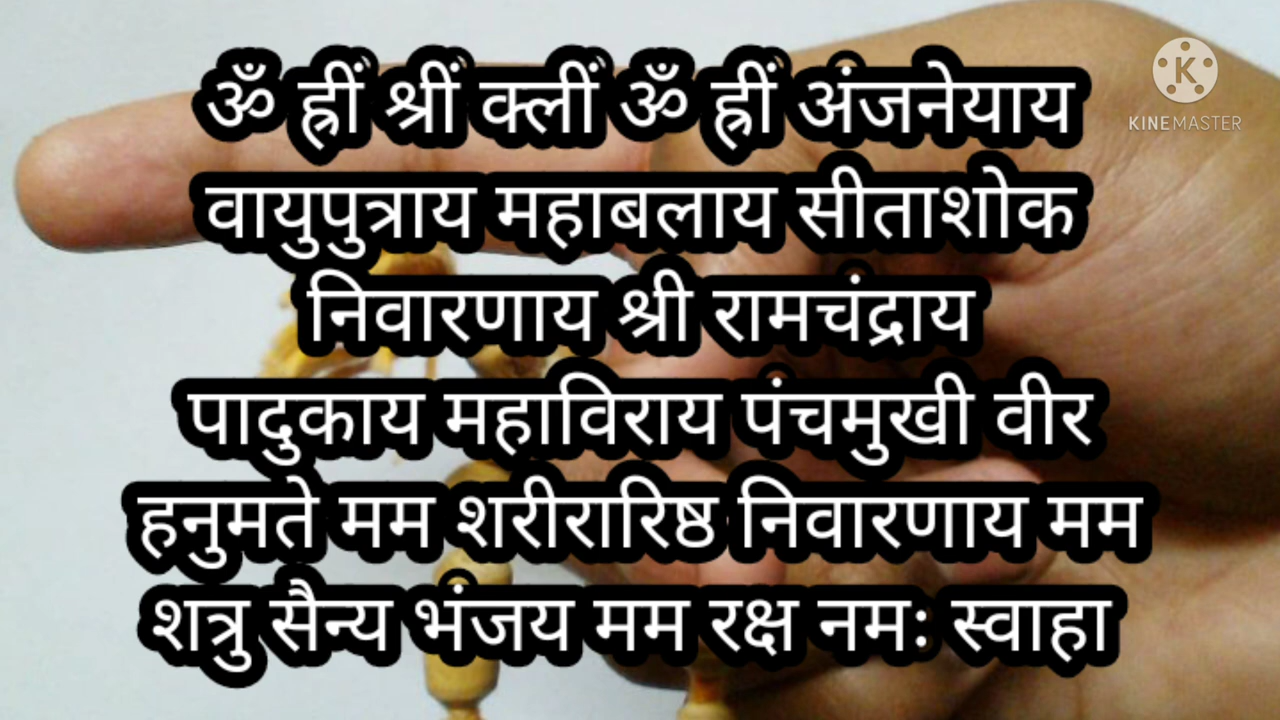 ॐ ह्रीं श्रीं क्लीं ॐ ह्रीं अंजनेयाय
वायुपुत्राय महाबलाय सीताशोक
निवारणाय श्री रामचंद्राय
पादुकाय महाविराय पंचमुखी वीर
हनुमते मम शरीरारिष्ठ निवारणाय मम
शत्रु सैन्य भंजय मम रक्ष नमः स्वाहा
K
KINEMASTER